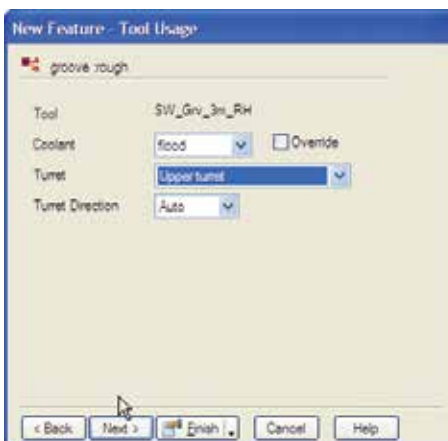 New Feature - Tool Usage
groove :rough
Tool SW_Grv_3m_RH
Coolant flood Override
Turret Upper turret
Turret Direction Auto
< Back Next > Finish Cancel Help